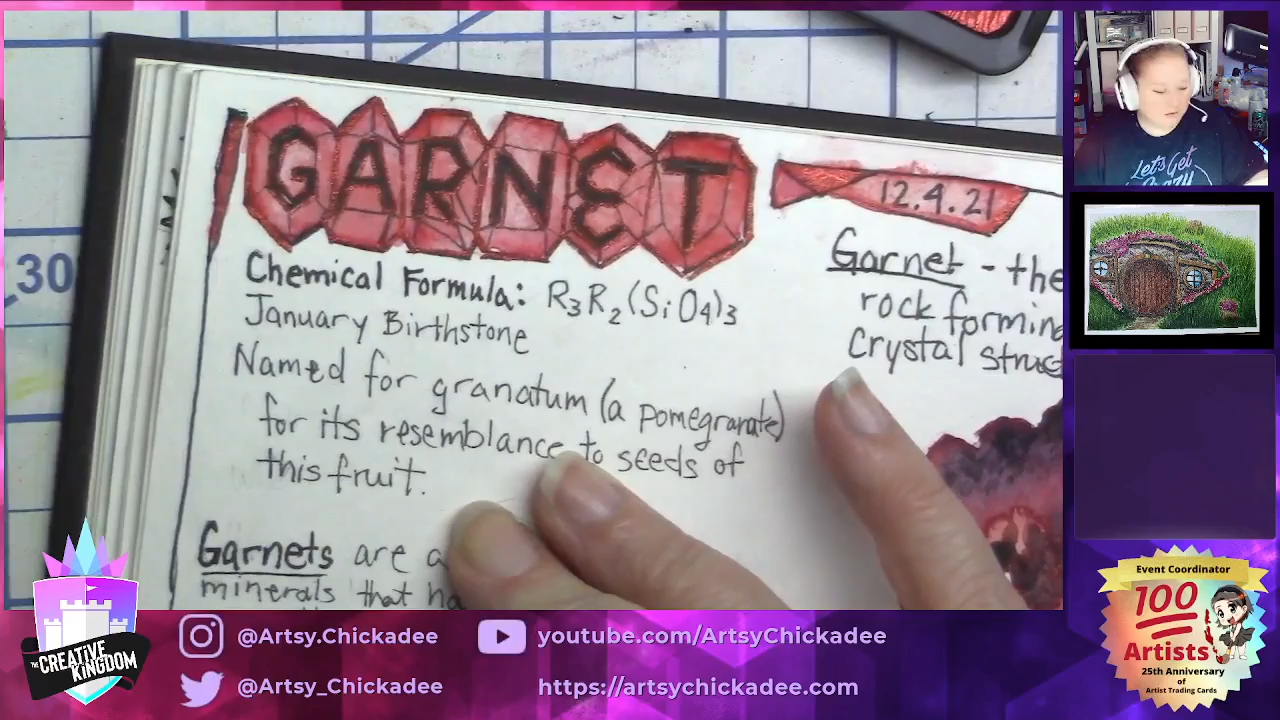 GARNET
12.4.21
Chemical Formula: R3R2(SiO4)3
January Birthstone
Named for granatum (a pomegranate)
for its resemblance to seeds of
this fruit.
Garnets are a
minerals that ha
Garnet - the
rock forming
Crystal struc
30
Let's Get
THE CREATIVE KINGDOM
@Artsy.Chickadee
youtube.com/ArtsyChickadee
@Artsy_Chickadee
https://artsychickadee.com
Event Coordinator
100
Artists
25th Anniversary
of
Artist Trading Cards